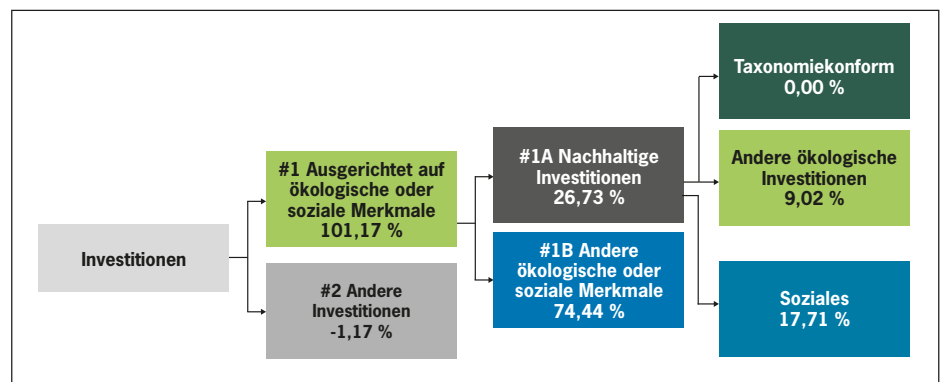 Investitionen
#1 Ausgerichtet auf
ökologische oder
soziale Merkmale
101,17 %
#2 Andere
Investitionen
-1,17 %
#1A Nachhaltige
Investitionen
26,73 %
#1B Andere
ökologische oder
soziale Merkmale
74,44 %
Taxonomiekonform
0,00 %
Andere ökologische
Investitionen
9,02 %
Soziales
17,71 %